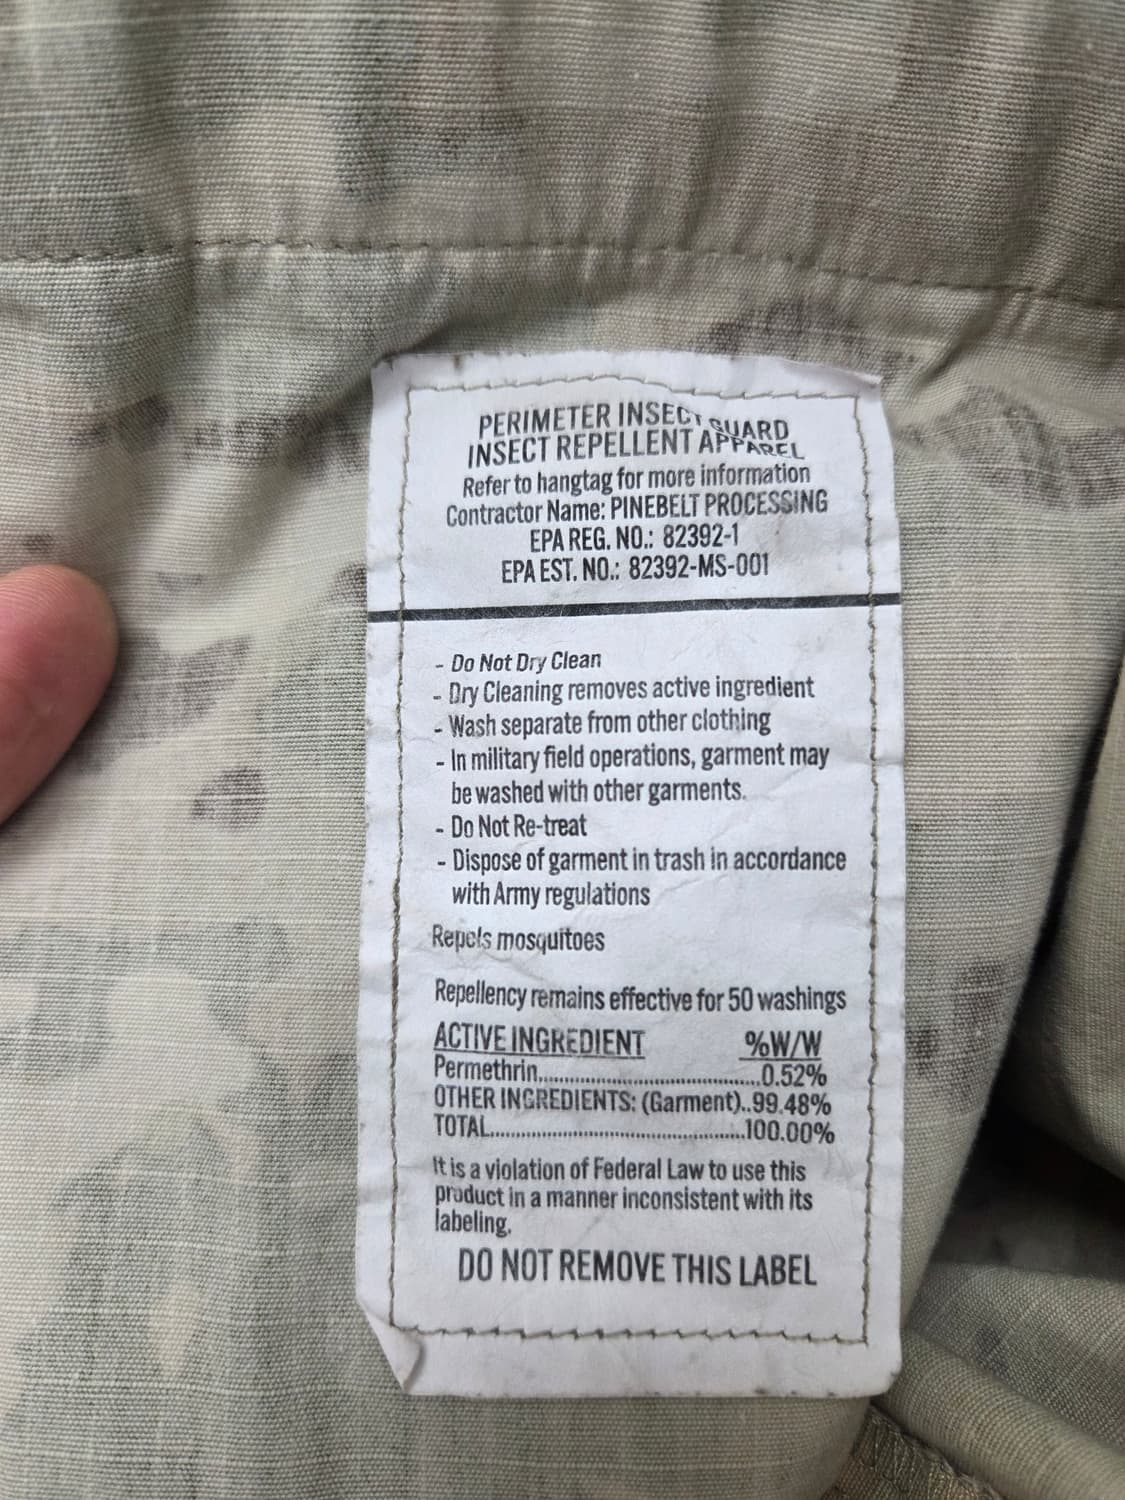 PERIMETER INSECT GUARD
INSECT REPELLENT APPAREL
Refer to hangtag for more information
Contractor Name: PINEBELT PROCESSING
EPA REG. NO.: 82392-1
EPA EST. NO.: 82392-MS-001
- Do Not Dry Clean
- Dry Cleaning removes active ingredient
- Wash separate from other clothing
- In military field operations, garment may
be washed with other garments.
- Do Not Re-treat
- Dispose of garment in trash in accordance
with Army regulations
Repels mosquitoes
Repellency remains effective for 50 washings
ACTIVE INGREDIENT %W/W
Permethrin..........................................0.52%
OTHER INGREDIENTS: (Garment)..99.48%
TOTAL................................................100.00%
It is a violation of Federal Law to use this
product in a manner inconsistent with its
labeling.
DO NOT REMOVE THIS LABEL